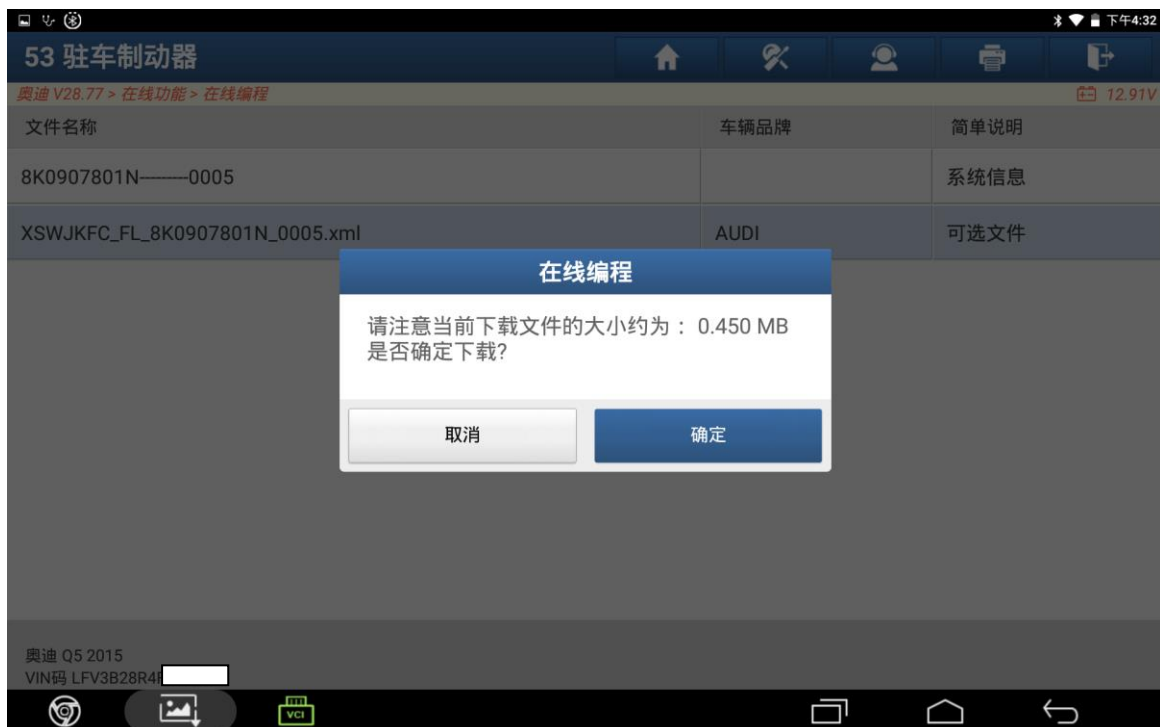 下午4:32
53 驻车制动器
奥迪 V28.77 > 在线功能 > 在线编程
12.91V
文件名称 车辆品牌 简单说明
8K0907801N---------0005 系统信息
XSWJKFC_FL_8K0907801N_0005.xml AUDI 可选文件
在线编程
请注意当前下载文件的大小约为： 0.450 MB
是否确定下载?
取消 确定
奥迪 Q5 2015
VIN码 LFV3B28R4
VCI